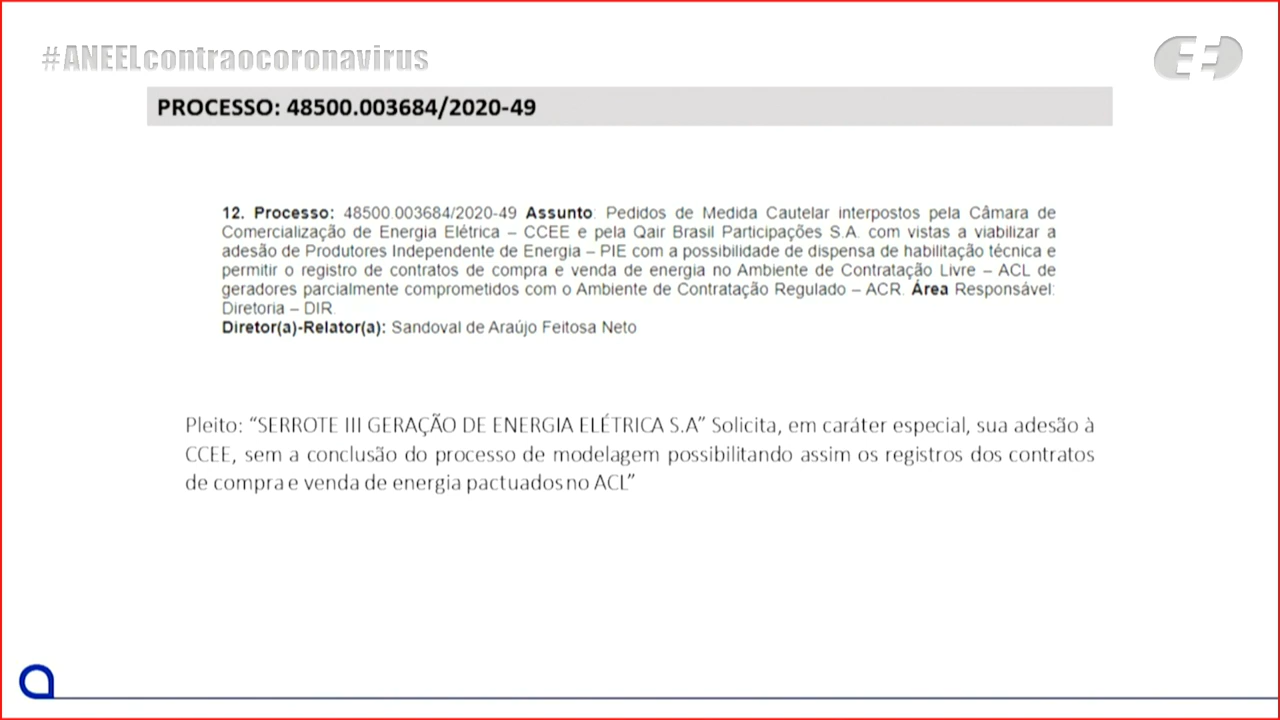 #ANEELcontraocoronavirus
PROCESSO: 48500.003684/2020-49
12. Processo: 48500.003684/2020-49 Assunto: Pedidos de Medida Cautelar interpostos pela Câmara de
Comercialização de Energia Elétrica – CCEE e pela Qair Brasil Participações S.A. com vistas a viabilizar a
adesão de Produtores Independente de Energia – PIE com a possibilidade de dispensa de habilitação técnica e
permitir o registro de contratos de compra e venda de energia no Ambiente de Contratação Livre – ACL de
geradores parcialmente comprometidos com o Ambiente de Contratação Regulado – ACR. Área Responsável:
Diretoria – DIR.
Diretor(a)-Relator(a): Sandoval de Araújo Feitosa Neto
Pleito: “SERROTE III GERAÇÃO DE ENERGIA ELÉTRICA S.A” Solicita, em caráter especial, sua adesão à
CCEE, sem a conclusão do processo de modelagem possibilitando assim os registros dos contratos
de compra e venda de energia pactuados no ACL”